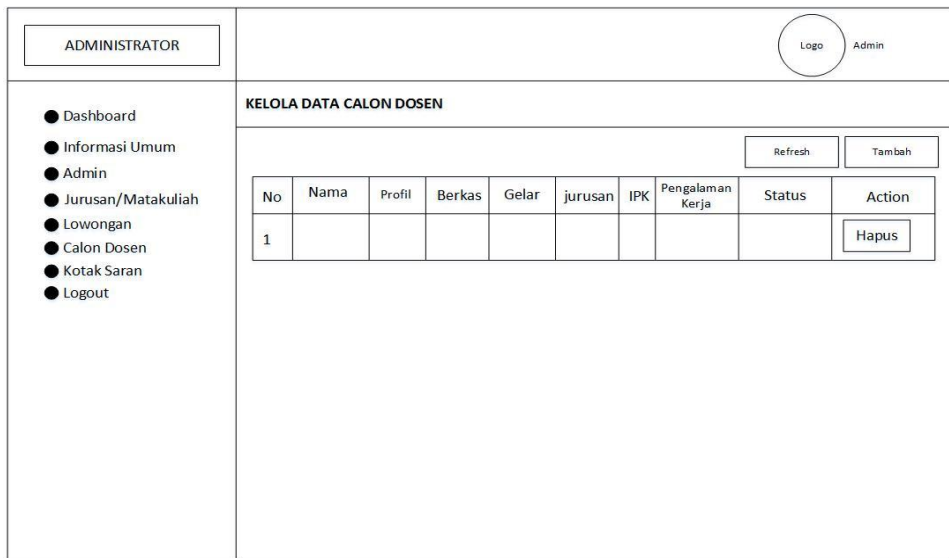 ADMINISTRATOR
Logo Admin
Dashboard
Informasi Umum
Admin
Jurusan/Matakuliah
Lowongan
Calon Dosen
Kotak Saran
Logout
KELOLA DATA CALON DOSEN
Refresh Tambah
No Nama Profil Berkas Gelar jurusan IPK Pengalaman Kerja Status Action
1 Hapus